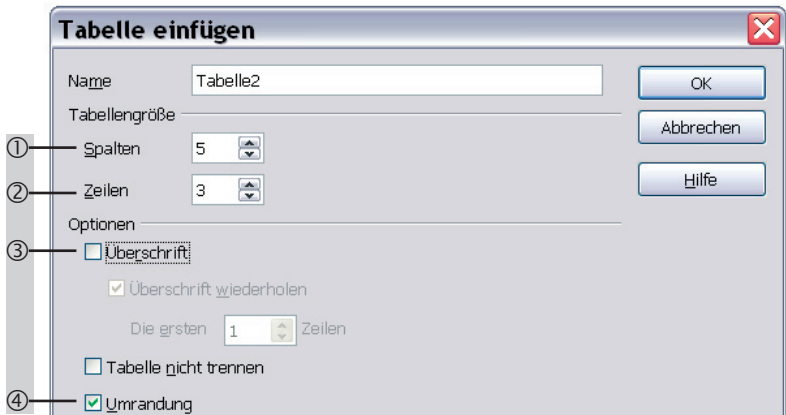 Tabelle einfügen
Name Tabelle2 OK
Tabellengröße
Abbrechen
① Spalten 5
② Zeilen 3 Hilfe
Optionen
③ Überschrift
Überschrift wiederholen
Die ersten 1 Zeilen
Tabelle nicht trennen
④ Umrandung